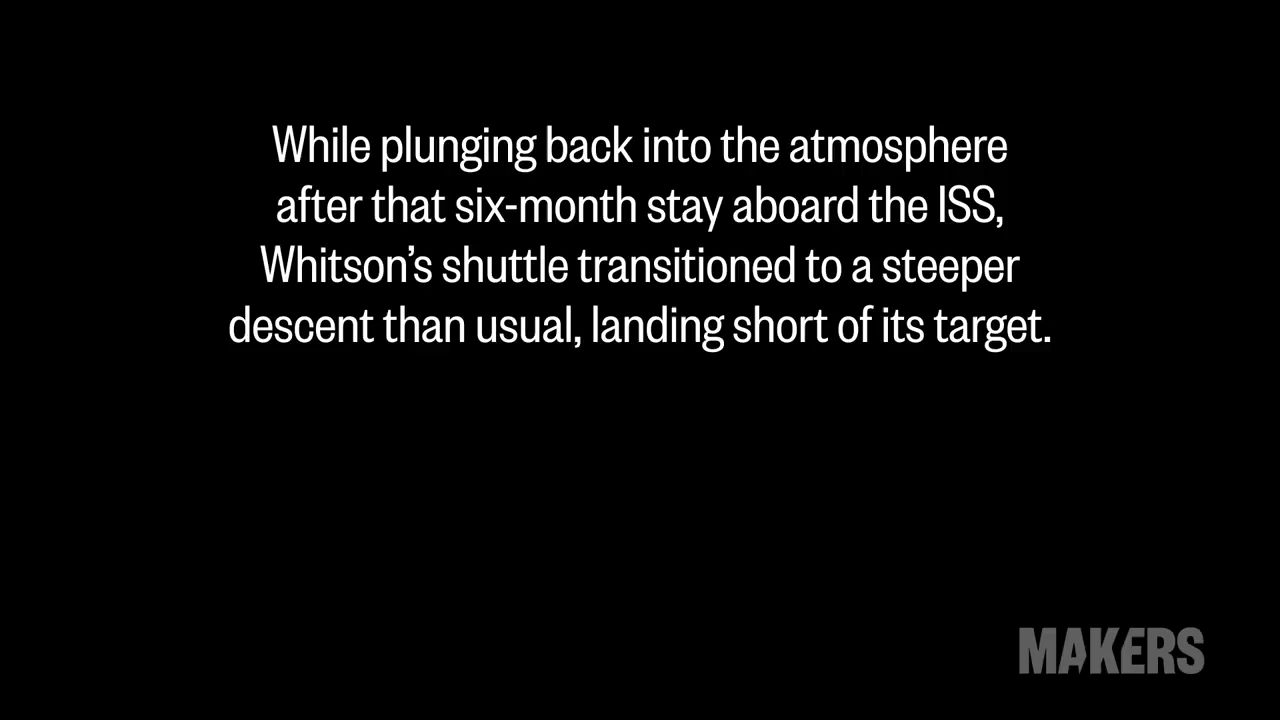 While plunging back into the atmosphere
after that six-month stay aboard the ISS,
Whitson’s shuttle transitioned to a steeper
descent than usual, landing short of its target.
MAKERS